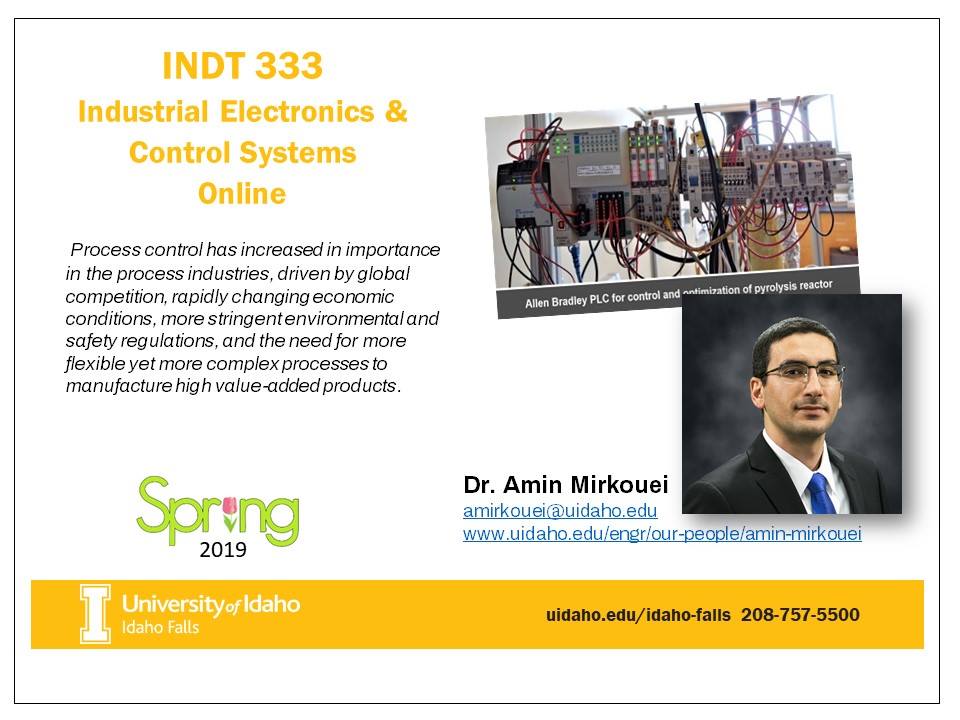 INDT 333
Industrial Electronics &
Control Systems
Online
Process control has increased in importance
in the process industries, driven by global
competition, rapidly changing economic
conditions, more stringent environmental and
safety regulations, and the need for more
flexible yet more complex processes to
manufacture high value-added products.
Allen Bradley PLC for control and optimization of pyrolysis reactor
Spring
2019
Dr. Amin Mirkouei
amirkouei@uidaho.edu
www.uidaho.edu/engr/our-people/amin-mirkouei
I
University of Idaho
Idaho Falls
uidaho.edu/idaho-falls 208-757-5500